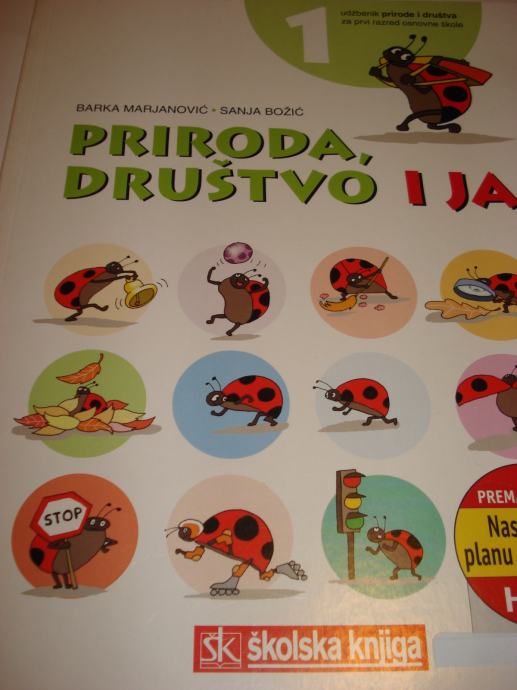 1
udžbenik prirode i društva
za prvi razred osnovne škole
BARKA MARJANOVIĆ • SANJA BOŽIĆ
PRIRODA,
DRUŠTVO I JA
STOP
PREMA
Nas
planu
H
ŠK školska knjiga